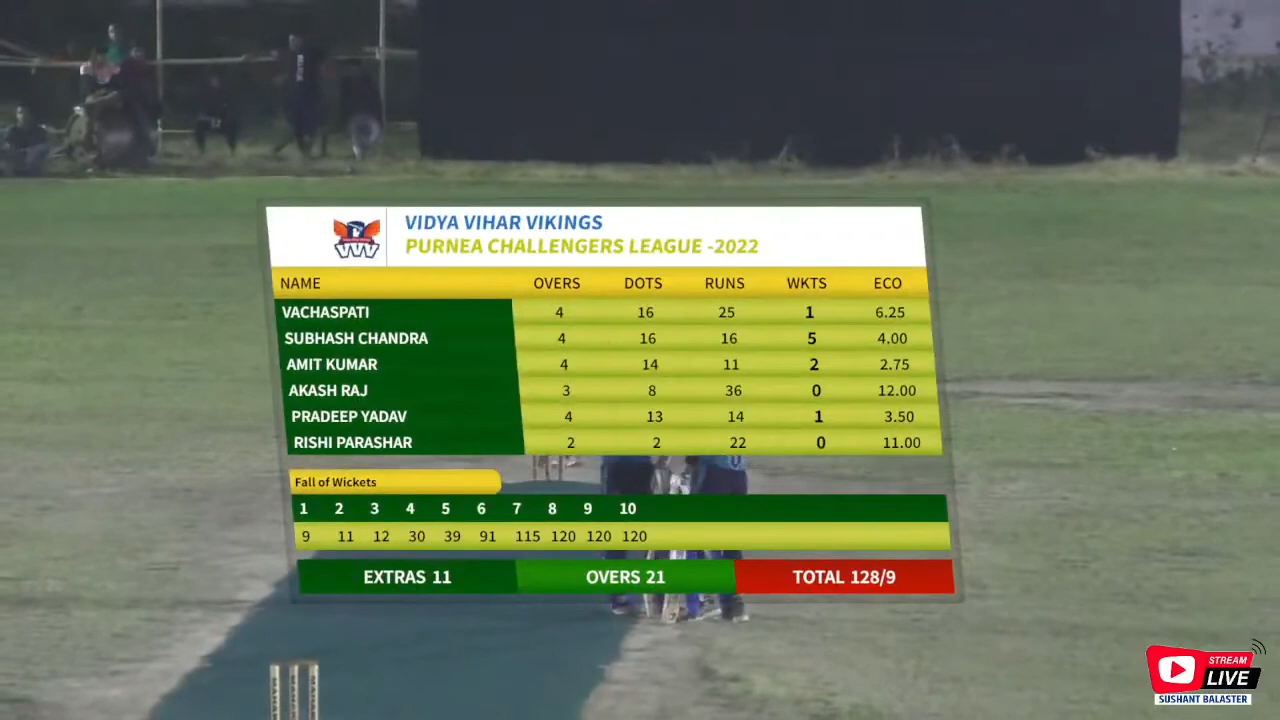 VIDYA VIHAR VIKINGS
PURNEA CHALLENGERS LEAGUE -2022
VVV
NAME OVERS DOTS RUNS WKTS ECO
VACHASPATI 4 16 25 1 6.25
SUBHASH CHANDRA 4 16 16 5 4.00
AMIT KUMAR 4 14 11 2 2.75
AKASH RAJ 3 8 36 0 12.00
PRADEEP YADAV 4 13 14 1 3.50
RISHI PARASHAR 2 2 22 0 11.00
Fall of Wickets
1 2 3 4 5 6 7 8 9 10
9 11 12 30 39 91 115 120 120 120
EXTRAS 11 OVERS 21 TOTAL 128/9
STREAM
LIVE
SUSHANT BALASTER